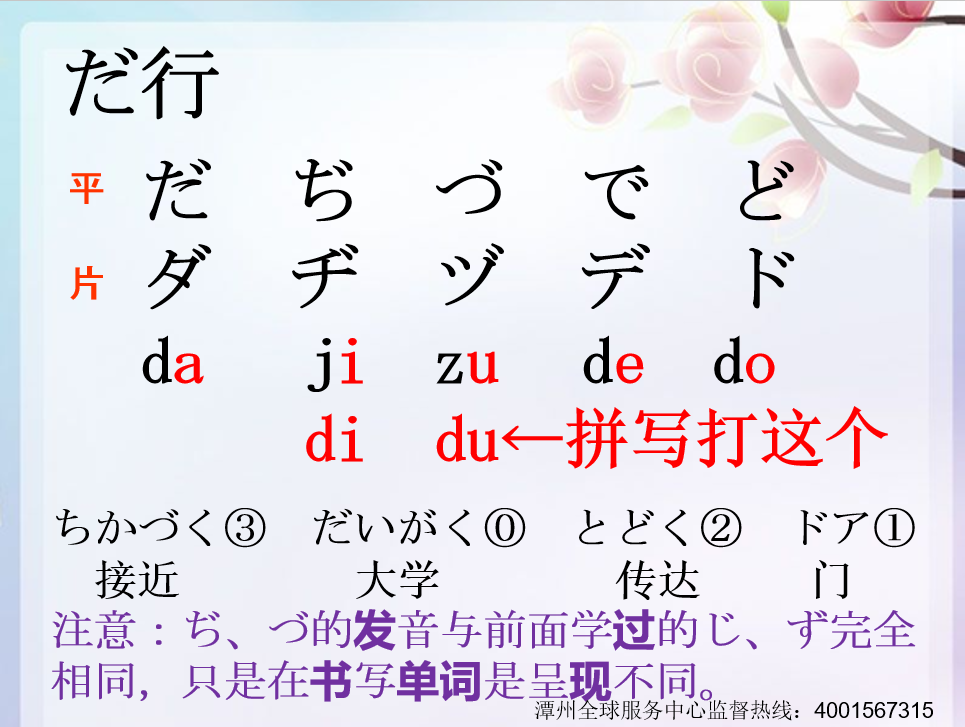 だ行
平 だ ぢ づ で ど
片 ダ ヂ ヅ デ ド
da ji zu de do
di du←拼写打这个
ちかづく③ だいがく⓪ とどく② ドア①
接近 大学 传达 门
注意：ぢ、づ的发音与前面学过的じ、ず完全
相同，只是在书写单词是呈现不同。
潭州全球服务中心监督热线：4001567315